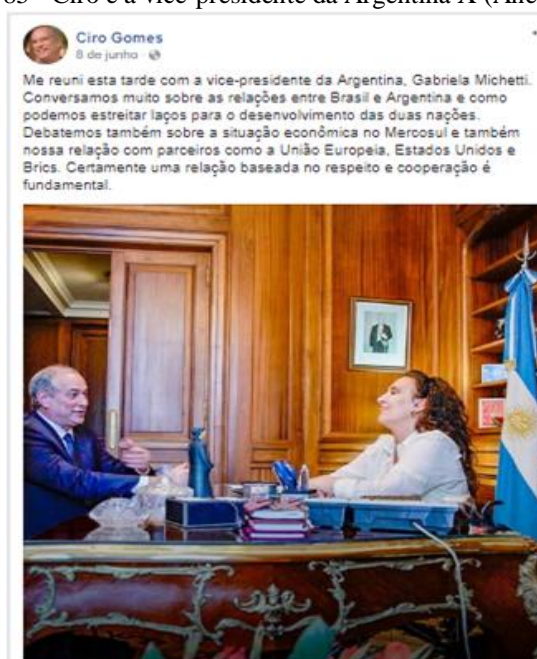 85 - Ciro e a vice-presidente da Argentina A (Ane
Ciro Gomes
8 de junho
Me reuni esta tarde com a vice-presidente da Argentina, Gabriela Michetti.
Conversamos muito sobre as relações entre Brasil e Argentina e como
podemos estreitar laços para o desenvolvimento das duas nações.
Debatemos também sobre a situação econômica no Mercosul e também
nossa relação com parceiros como a União Europeia, Estados Unidos e
Brics. Certamente uma relação baseada no respeito e cooperação é
fundamental.